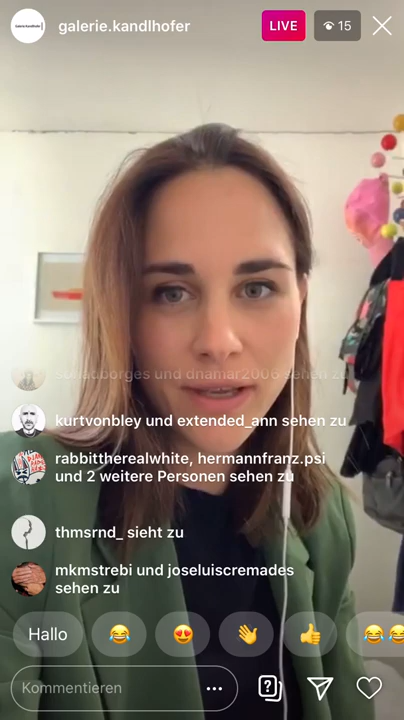 galerie.kandlhofer
LIVE
15
kurtvonbley und extended_ann sehen zu
rabbittherealwhite, hermannfranz.psi
und 2 weitere Personen sehen zu
thmsrnd_ sieht zu
mkmstrebi und joseluiscremades
sehen zu
Hallo
Kommentieren